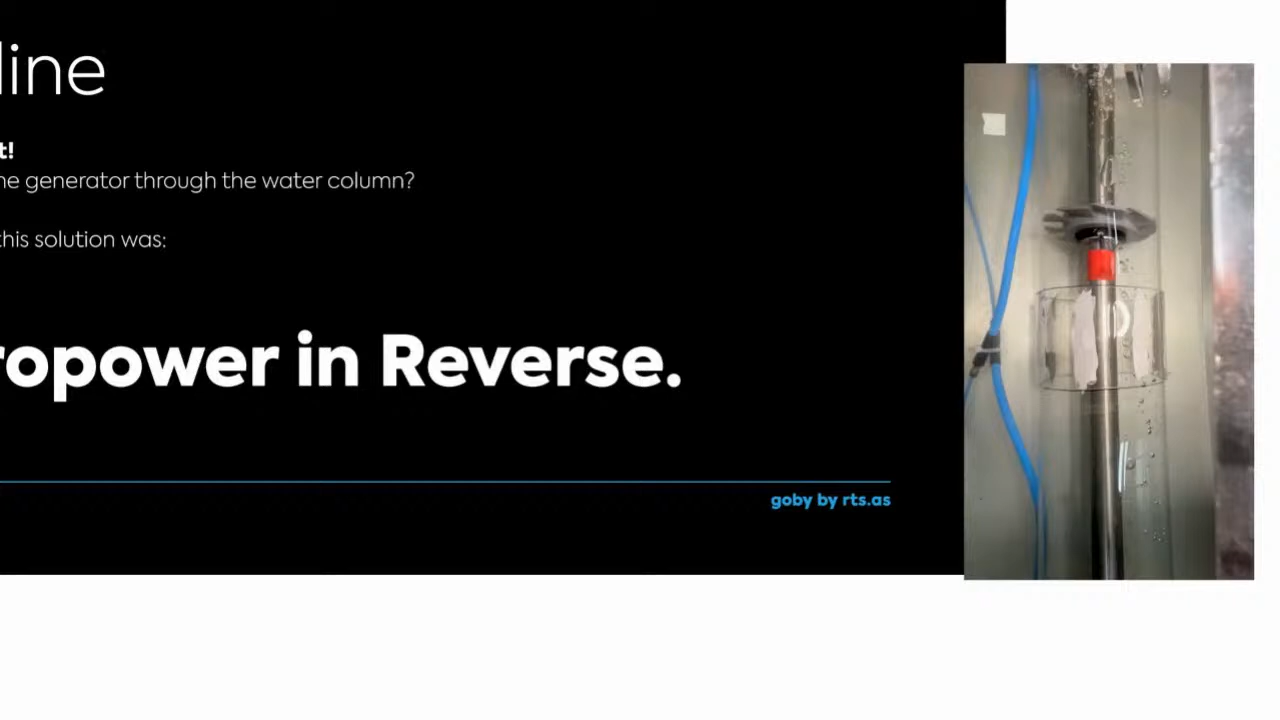 line
t!
ne generator through the water column?
this solution was:
ropower in Reverse.
goby by rts.as